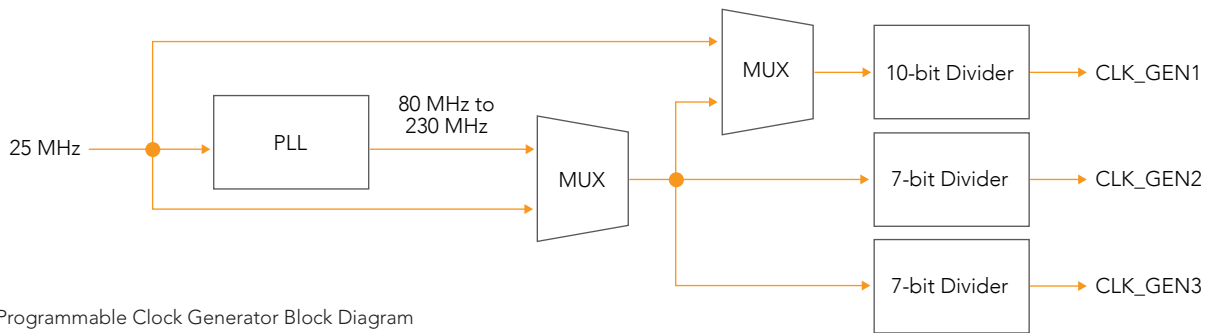 MUX
10-bit Divider
CLK_GEN1
80 MHz to
230 MHz
25 MHz
PLL
MUX
7-bit Divider
CLK_GEN2
7-bit Divider
CLK_GEN3
Programmable Clock Generator Block Diagram